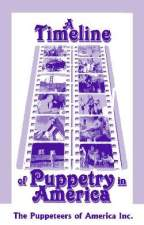 A
Timeline
of Puppetry in
America
The Puppeteers of America Inc.